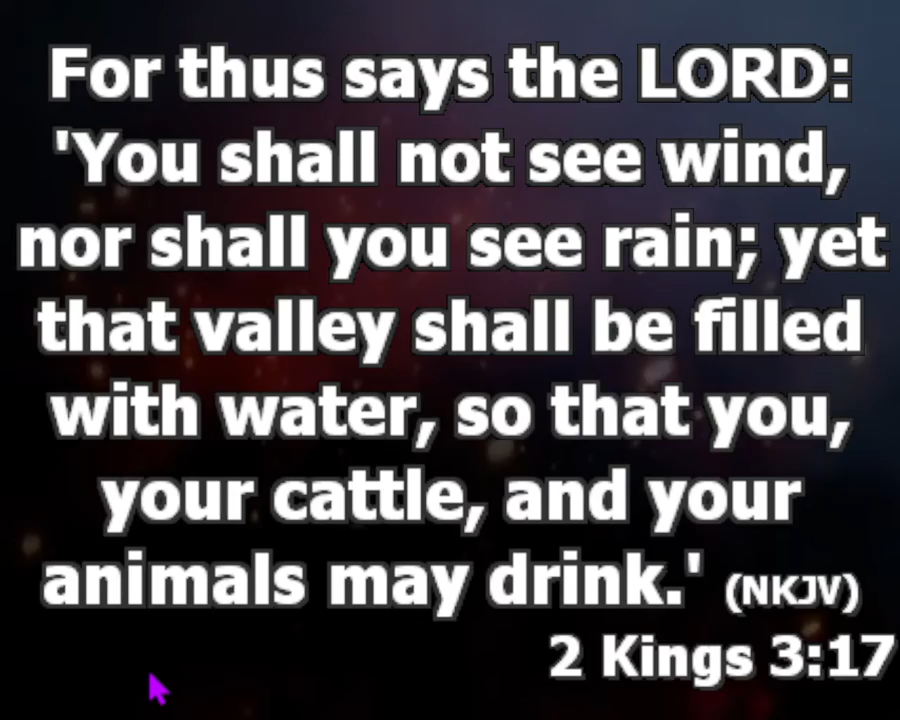 For thus says the LORD:
'You shall not see wind,
nor shall you see rain; yet
that valley shall be filled
with water, so that you,
your cattle, and your
animals may drink.' (NKJV)
2 Kings 3:17